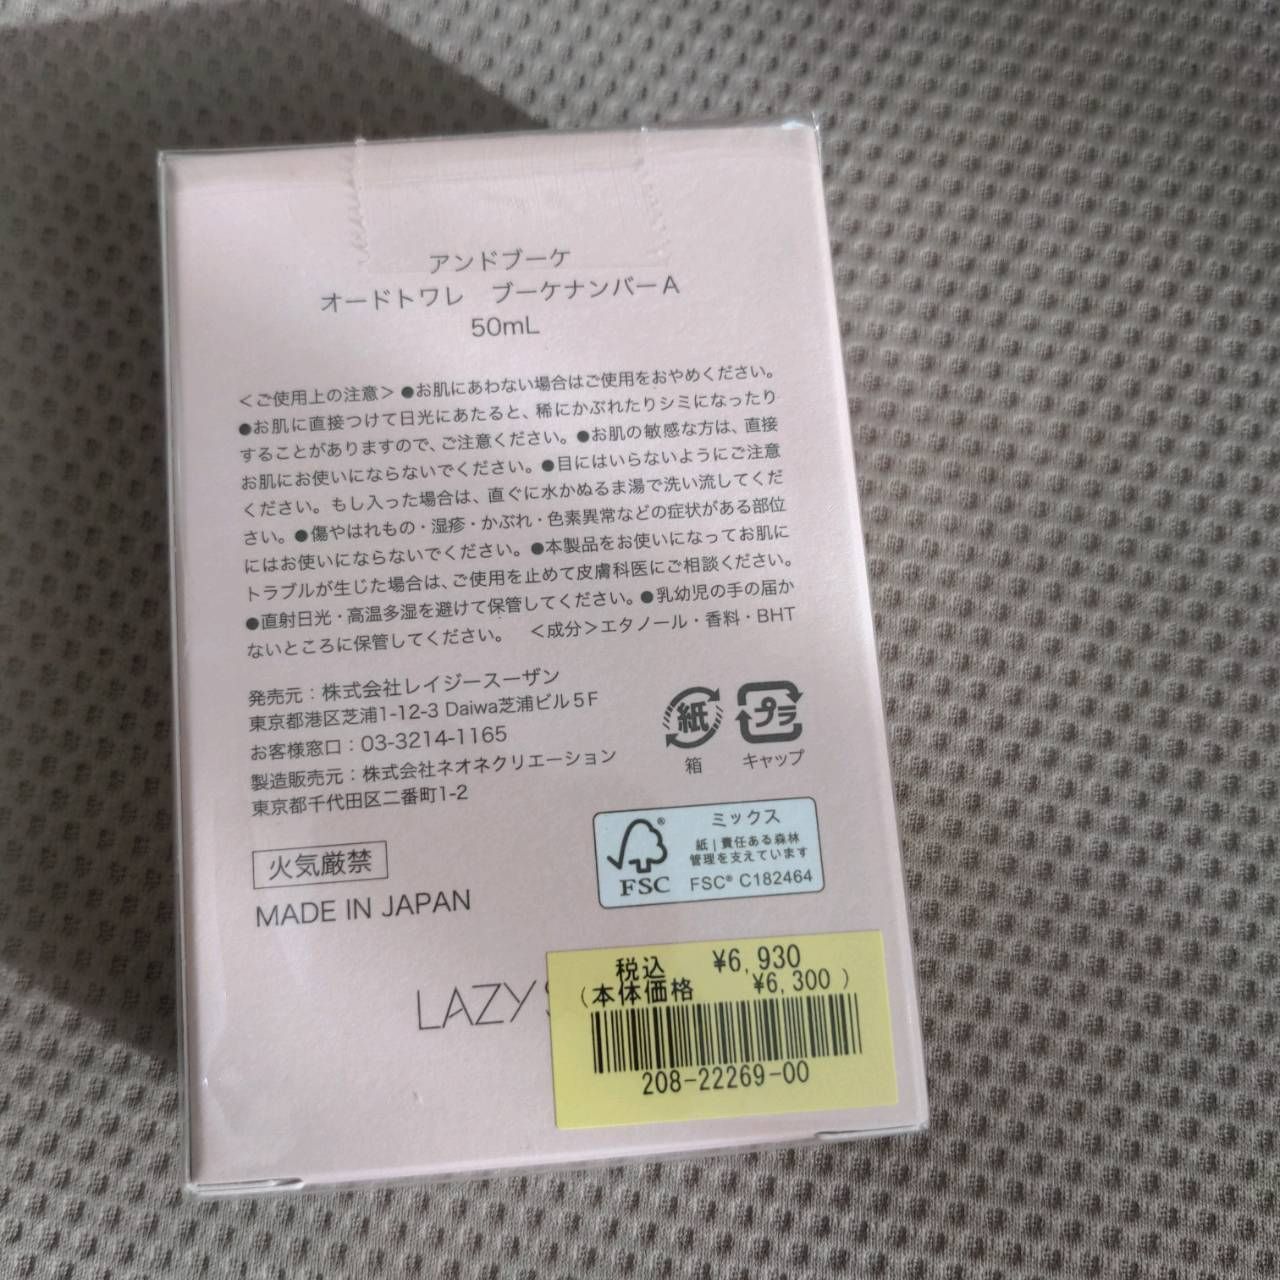 アンドブーケ
オードトワレ　ブーケナンバーA
50mL
＜ご使用上の注意＞●お肌にあわない場合はご使用をおやめください。
●お肌に直接つけて日光にあたると、稀にかぶれたりシミになったり
することがありますので、ご注意ください。●お肌の敏感な方は、直接
お肌にお使いにならないでください。●目にはいらないようにご注意
ください。もし入った場合は、直ぐに水かぬるま湯で洗い流してくだ
さい。●傷やはれもの・湿疹・かぶれ・色素異常などの症状がある部位
にはお使いにならないでください。●本製品をお使いになってお肌に
トラブルが生じた場合は、ご使用を止めて皮膚科医にご相談ください。
●直射日光・高温多湿を避けて保管してください。●乳幼児の手の届か
ないところに保管してください。　＜成分＞エタノール・香料・BHT
発売元：株式会社レイジースーザン
東京都港区芝浦1-12-3 Daiwa芝浦ビル5F
お客様窓口：03-3214-1165
製造販売元：株式会社ネオネクリエーション
東京都千代田区二番町1-2
紙
箱
プラ
キャップ
ミックス
紙｜責任ある森林
管理を支えています
FSC® C182464
FSC
火気厳禁
MADE IN JAPAN
LAZY
税込 ¥6,930
(本体価格 ¥6,300 )
208-22269-00